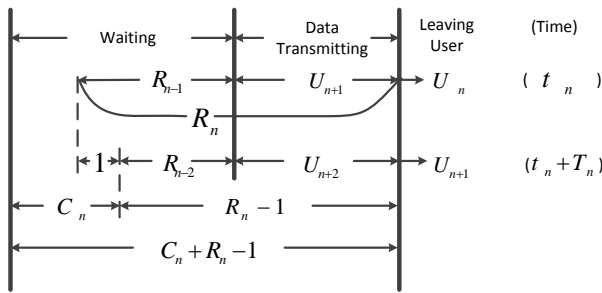 Waiting Data Transmitting Leaving User (Time)
R_{n-1} U_{n+1} U_n ( t_n )
R_n
1 R_{n-2} U_{n+2} U_{n+1} (t_n + T_n)
C_n R_n - 1
C_n + R_n - 1